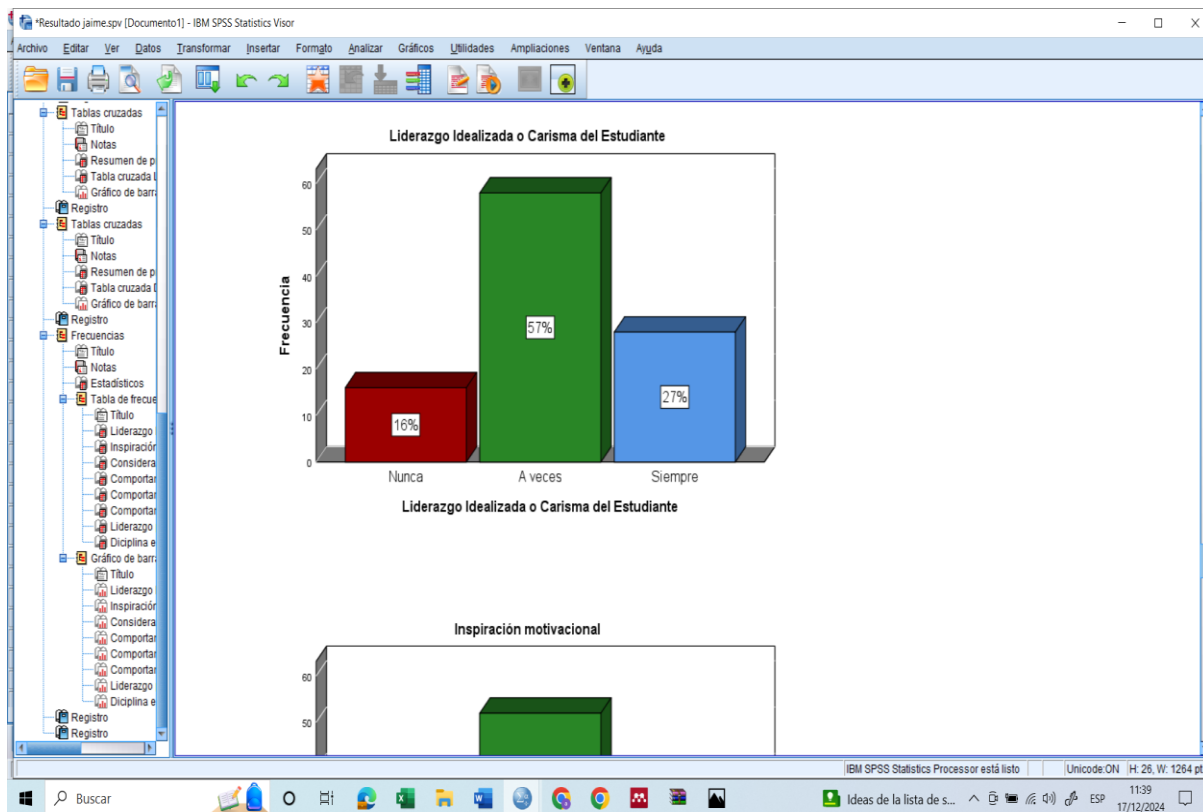 *Resultado jaime.spv [Documento1] - IBM SPSS Statistics Visor
Archivo Editar Ver Datos Transformar Insertar Formato Analizar Gráficos Utilidades Ampliaciones Ventana Ayuda
Tablas cruzadas
Título
Notas
Resumen de p
Tabla cruzada
Gráfico de barr
Registro
Tablas cruzadas
Título
Notas
Resumen de p
Tabla cruzada
Gráfico de barr
Registro
Frecuencias
Título
Notas
Estadísticos
Tabla de frecue
Título
Liderazgo
Inspiración
Considera
Comportar
Comportar
Comportar
Liderazgo
Diciplina e
Gráfico de barr
Título
Liderazgo
Inspiración
Considera
Comportar
Comportar
Comportar
Liderazgo
Diciplina e
Registro
Registro
Liderazgo Idealizada o Carisma del Estudiante
Frecuencia
60
50
40
30
20
10
0
16%
57%
27%
Nunca A veces Siempre
Liderazgo Idealizada o Carisma del Estudiante
Inspiración motivacional
60
50
IBM SPSS Statistics Processor está listo Unicode:ON H: 26, W: 1264 pt
Buscar
Ideas de la lista de s... ESP 11:39
17/12/2024